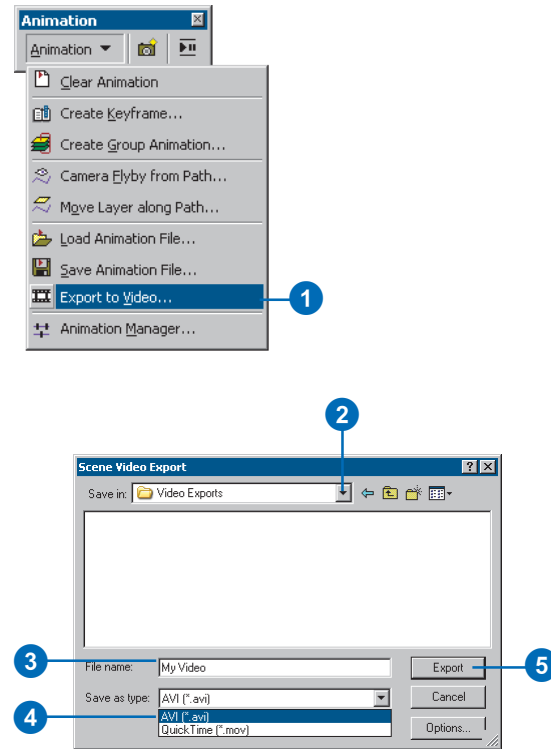 Animation
Animation
Clear Animation
Create Keyframe...
Create Group Animation...
Camera Flyby from Path...
Move Layer along Path...
Load Animation File...
Save Animation File...
Export to Video...
1
Animation Manager...
2
Scene Video Export
Save in: Video Exports
3
File name: My Video
Export
5
Save as type: AVI (*.avi)
Cancel
4
AVI (*.avi)
QuickTime (*.mov)
Options...